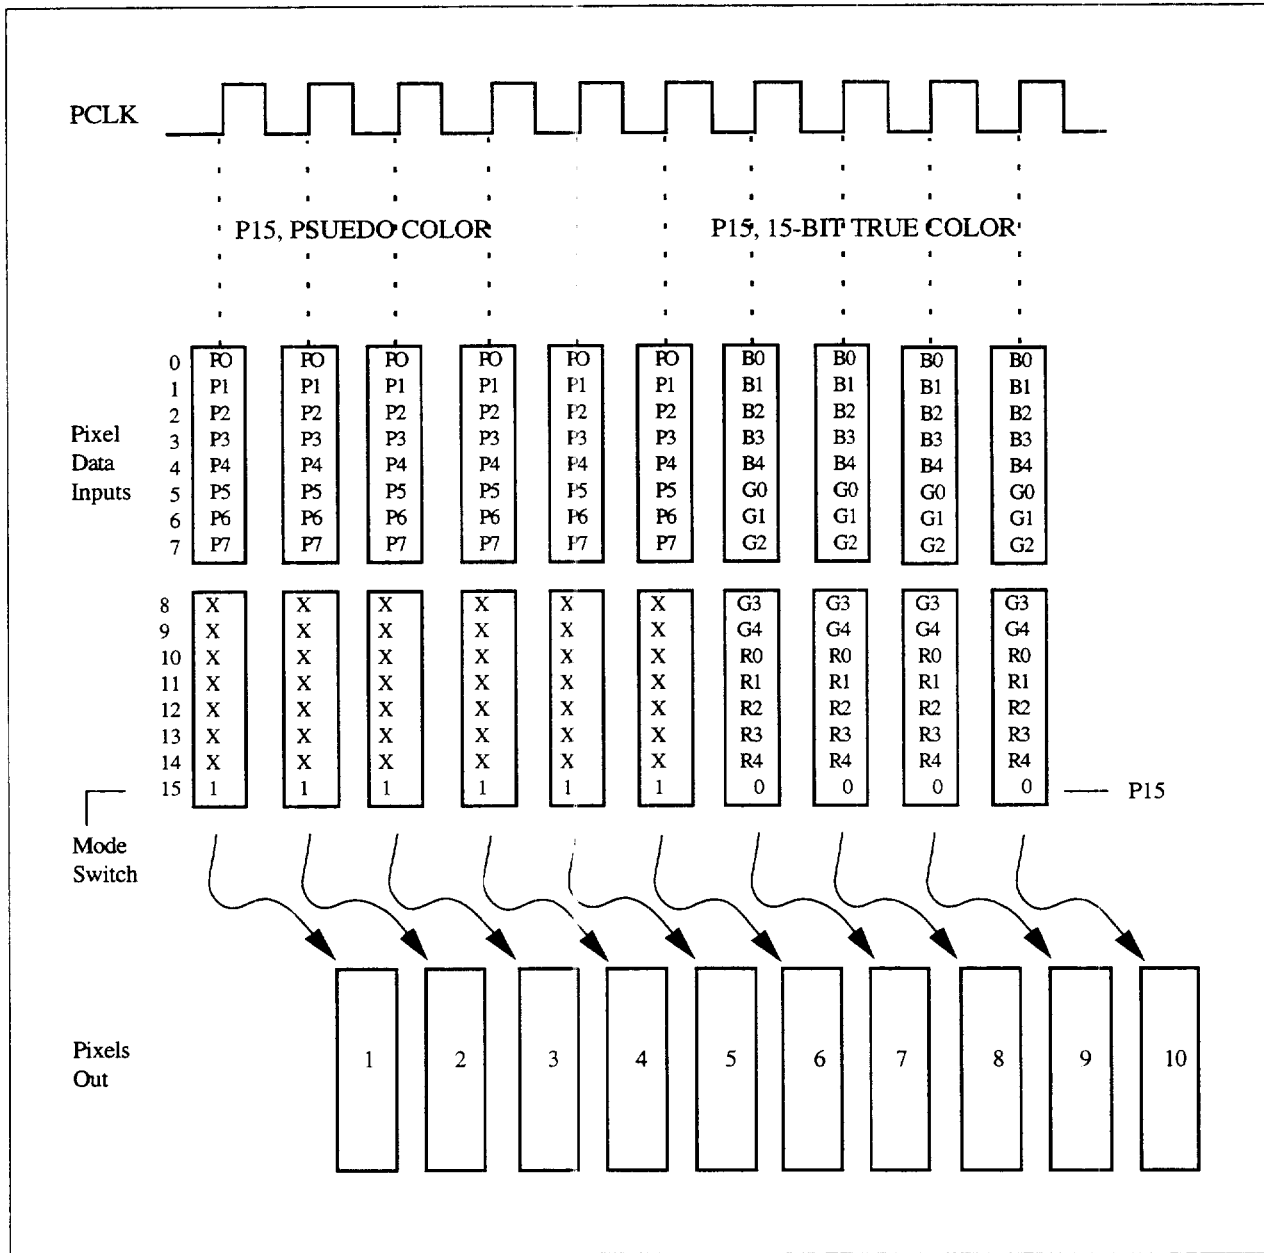 PCLK
P15, PSUEDO COLOR P15, 15-BIT TRUE COLOR
0 PO PO PO PO PO PO B0 B0 B0 B0
1 P1 P1 P1 P1 P1 P1 B1 B1 B1 B1
2 P2 P2 P2 P2 P2 P2 B2 B2 B2 B2
3 P3 P3 P3 P3 P3 P3 B3 B3 B3 B3
4 P4 P4 P4 P4 P4 P4 B4 B4 B4 B4
5 P5 P5 P5 P5 P5 P5 G0 G0 G0 G0
6 P6 P6 P6 P6 P6 P6 G1 G1 G1 G1
7 P7 P7 P7 P7 P7 P7 G2 G2 G2 G2
Pixel
Data
Inputs
8 X X X X X X G3 G3 G3 G3
9 X X X X X X G4 G4 G4 G4
10 X X X X X X R0 R0 R0 R0
11 X X X X X X R1 R1 R1 R1
12 X X X X X X R2 R2 R2 R2
13 X X X X X X R3 R3 R3 R3
14 X X X X X X R4 R4 R4 R4
15 1 1 1 1 1 1 0 0 0 0 P15
Mode
Switch
Pixels
Out
1 2 3 4 5 6 7 8 9 10